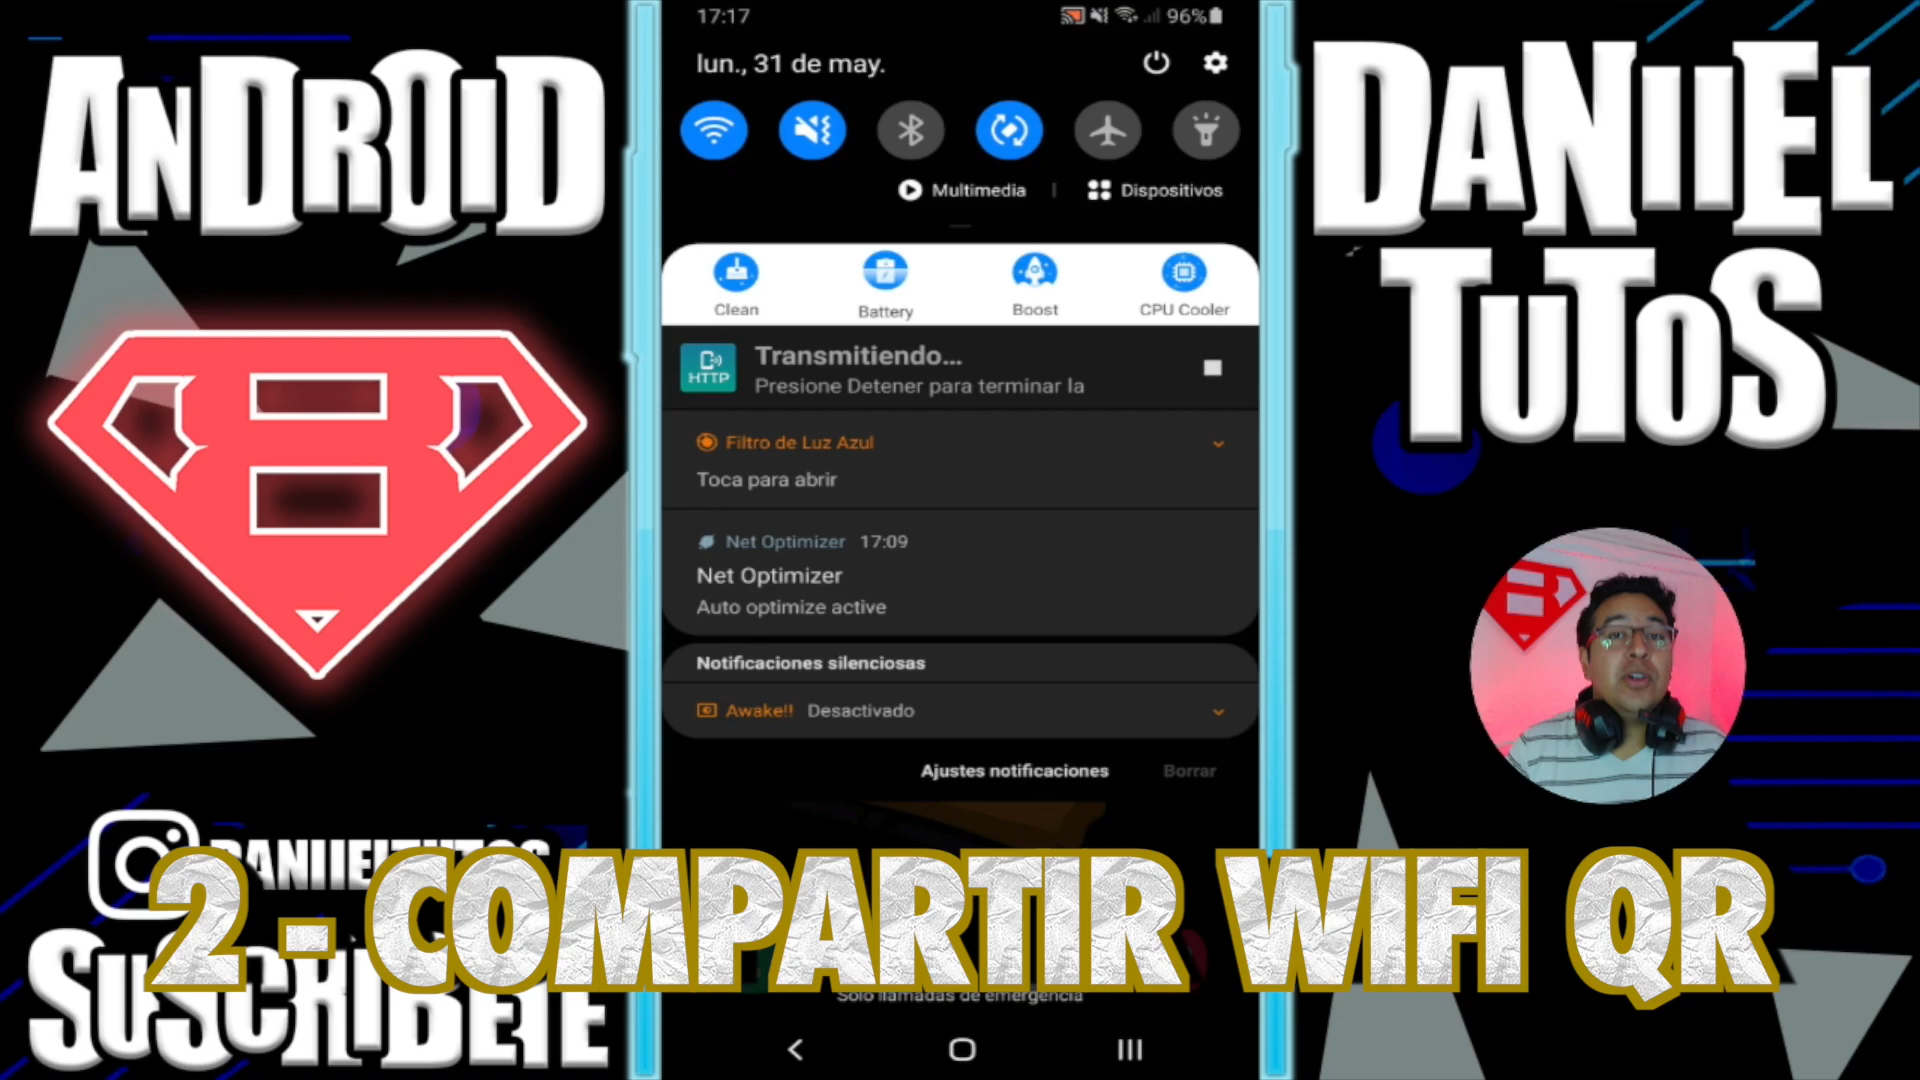 ANDROID
DANIIEL
TUTOS
17:17
96%
lun., 31 de may.
Multimedia | Dispositivos
Clean
Battery
Boost
CPU Cooler
HTTP
Transmitiendo...
Presione Detener para terminar la
Filtro de Luz Azul
Toca para abrir
Net Optimizer 17:09
Net Optimizer
Auto optimize active
Notificaciones silenciosas
Awake!! Desactivado
Ajustes notificaciones
Borrar
DANIIELTUTOS
2 - COMPARTIR WIFI QR
Solo llamadas de emergencia
SUSCRIBETE